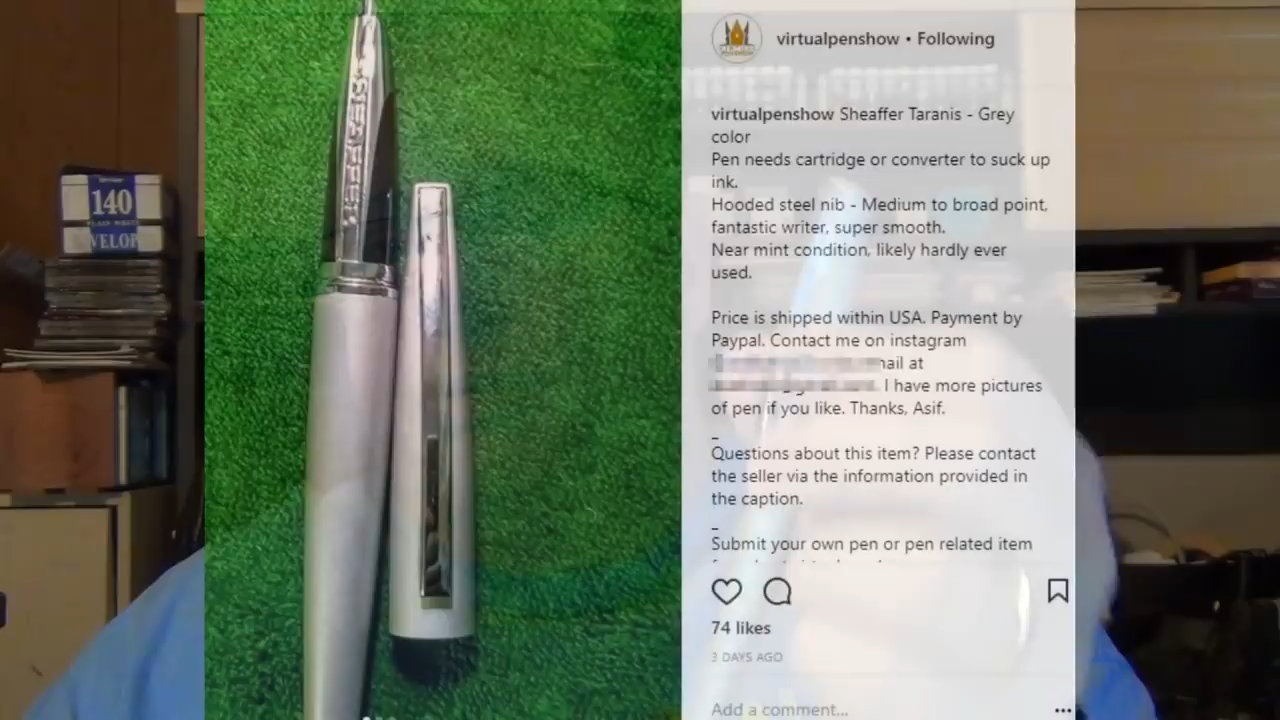 140
PLAIN WHITE
ENVELOP
SHEAFFER
virtualpenshow • Following
virtualpenshow Sheaffer Taranis - Grey
color
Pen needs cartridge or converter to suck up
ink.
Hooded steel nib - Medium to broad point,
fantastic writer, super smooth.
Near mint condition, likely hardly ever
used.
Price is shipped within USA. Payment by
Paypal. Contact me on instagram
mail at
. I have more pictures
of pen if you like. Thanks, Asif.
_
Questions about this item? Please contact
the seller via the information provided in
the caption.
_
Submit your own pen or pen related item
74 likes
3 DAYS AGO
Add a comment...